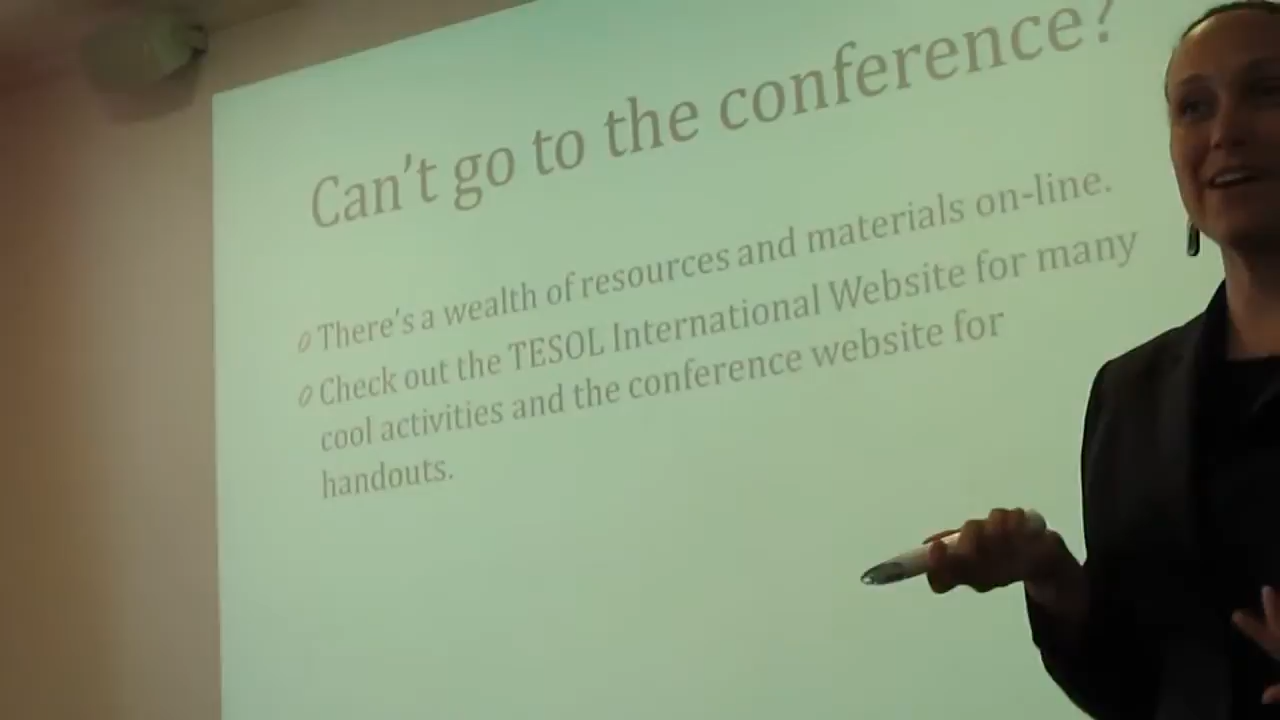 Can't go to the conference?
There's a wealth of resources and materials on-line.
Check out the TESOL International Website for many
cool activities and the conference website for
handouts.